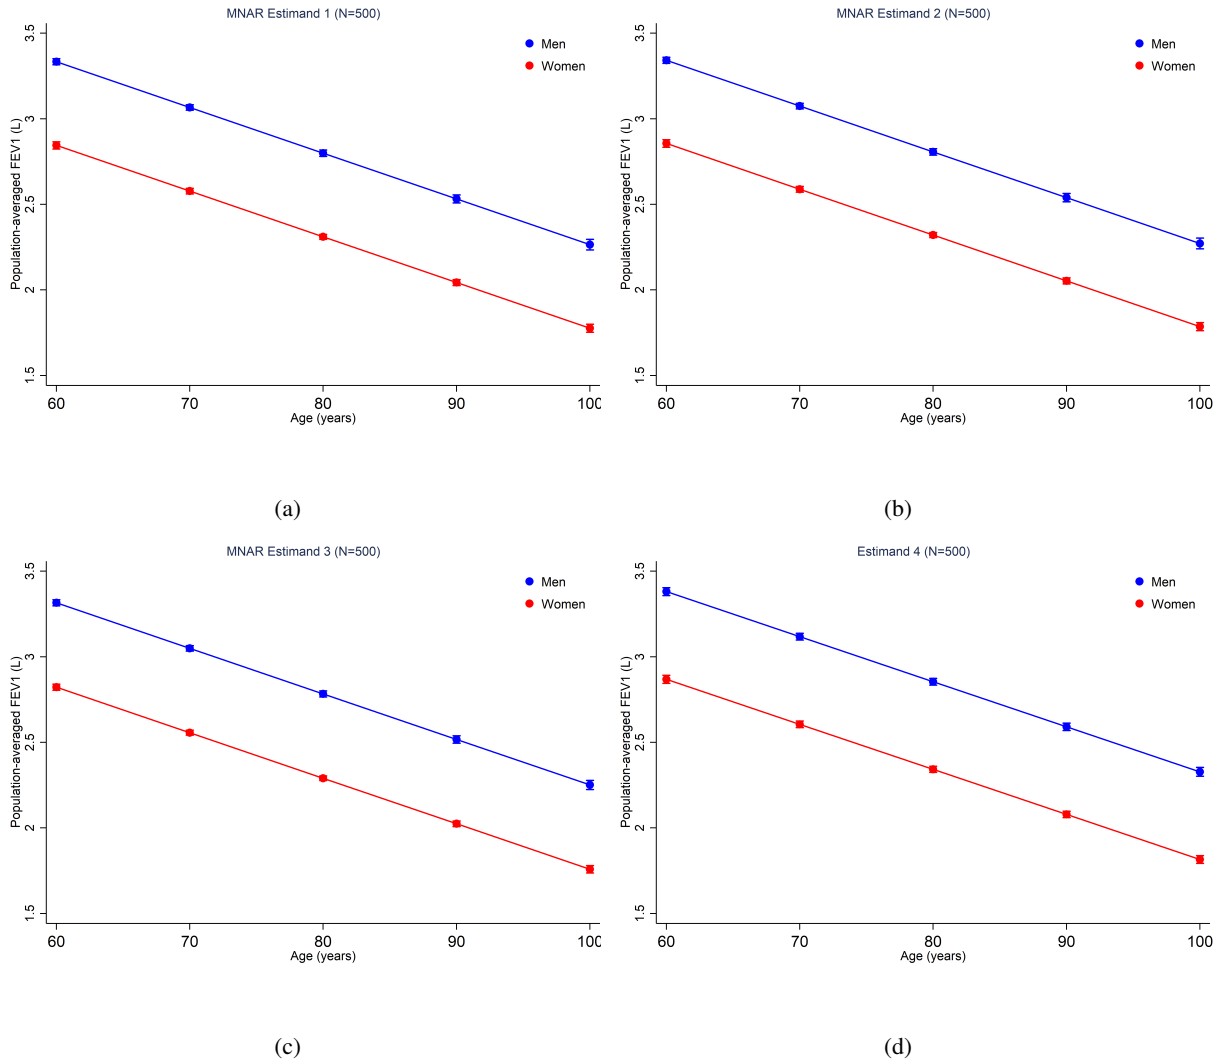 MNAR Estimand 1 (N=500)
Population-averaged FEV1 (L)
3.5
3
2.5
2
1.5
Men
Women
60 70 80 90 100
Age (years)
(a)
MNAR Estimand 2 (N=500)
Population-averaged FEV1 (L)
3.5
3
2.5
2
1.5
Men
Women
60 70 80 90 100
Age (years)
(b)
MNAR Estimand 3 (N=500)
Population-averaged FEV1 (L)
3.5
3
2.5
2
1.5
Men
Women
60 70 80 90 100
Age (years)
(c)
Estimand 4 (N=500)
Population-averaged FEV1 (L)
3.5
3
2.5
2
1.5
Men
Women
60 70 80 90 100
Age (years)
(d)